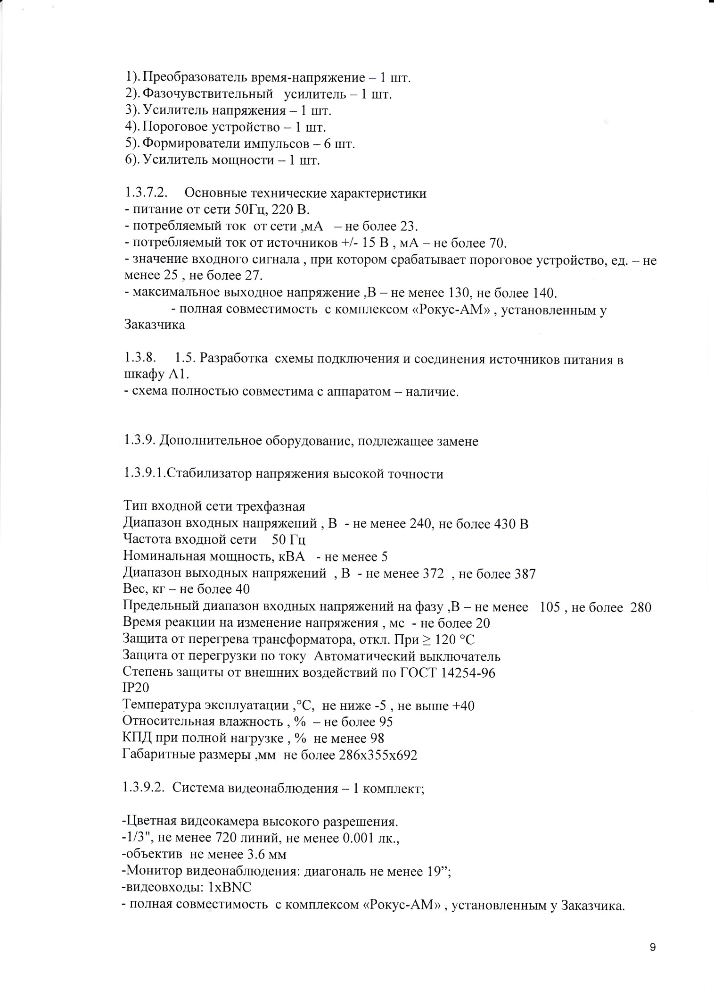 1). Преобразователь время-напряжение – 1 шт.
2). Фазочувствительный усилитель – 1 шт.
3). Усилитель напряжения – 1 шт.
4). Пороговое устройство – 1 шт.
5). Формирователи импульсов – 6 шт.
6). Усилитель мощности – 1 шт.
1.3.7.2. Основные технические характеристики
- питание от сети 50Гц, 220 В.
- потребляемый ток от сети ,мА – не более 23.
- потребляемый ток от источников +/- 15 В , мА – не более 70.
- значение входного сигнала , при котором срабатывает пороговое устройство, ед. – не
менее 25 , не более 27.
- максимальное выходное напряжение ,В – не менее 130, не более 140.
- полная совместимость с комплексом «Рокус-АМ» , установленным у
Заказчика
1.3.8. 1.5. Разработка схемы подключения и соединения источников питания в
шкафу А1.
- схема полностью совместима с аппаратом – наличие.
1.3.9. Дополнительное оборудование, подлежащее замене
1.3.9.1.Стабилизатор напряжения высокой точности
Тип входной сети трехфазная
Диапазон входных напряжений , В - не менее 240, не более 430 В
Частота входной сети 50 Гц
Номинальная мощность, кВА - не менее 5
Диапазон выходных напряжений , В - не менее 372 , не более 387
Вес, кг – не более 40
Предельный диапазон входных напряжений на фазу ,В – не менее 105 , не более 280
Время реакции на изменение напряжения , мс - не более 20
Защита от перегрева трансформатора, откл. При ≥ 120 °С
Защита от перегрузки по току Автоматический выключатель
Степень защиты от внешних воздействий по ГОСТ 14254-96
IP20
Температура эксплуатации ,°С, не ниже -5 , не выше +40
Относительная влажность , % – не более 95
КПД при полной нагрузке , % не менее 98
Габаритные размеры ,мм не более 286х355х692
1.3.9.2. Система видеонаблюдения – 1 комплект;
-Цветная видеокамера высокого разрешения.
-1/3", не менее 720 линий, не менее 0.001 лк.,
-объектив не менее 3.6 мм
-Монитор видеонаблюдения: диагональ не менее 19”;
-видеовходы: 1хBNC
- полная совместимость с комплексом «Рокус-АМ» , установленным у Заказчика.
9